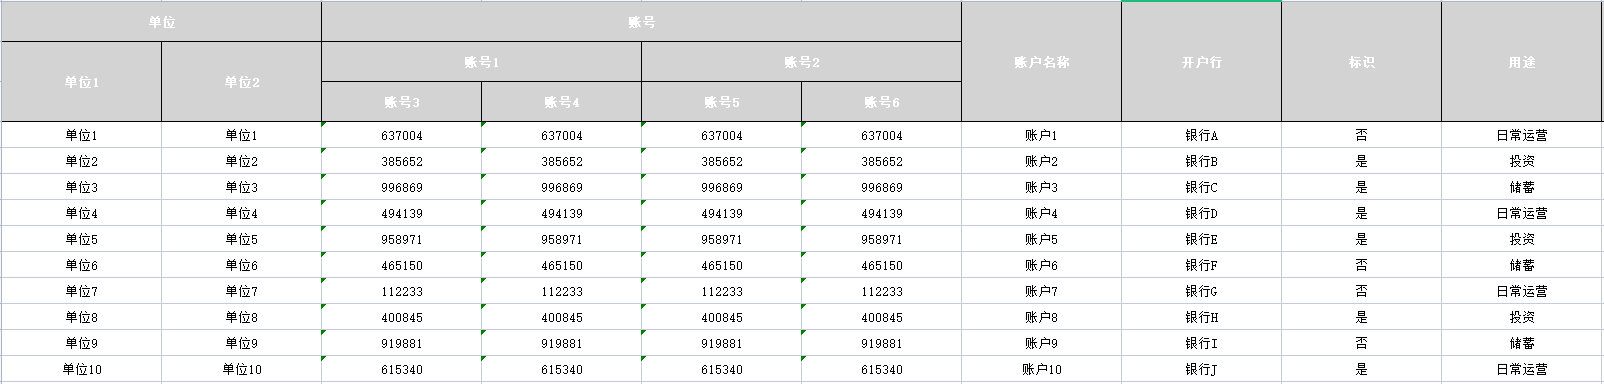 单位 账号 账户名称 开户行 标识 用途
单位1 单位2 账号1 账号2
账号3 账号4 账号5 账号6
单位1 单位1 637004 637004 637004 637004 账户1 银行A 否 日常运营
单位2 单位2 385652 385652 385652 385652 账户2 银行B 是 投资
单位3 单位3 996869 996869 996869 996869 账户3 银行C 是 储蓄
单位4 单位4 494139 494139 494139 494139 账户4 银行D 是 日常运营
单位5 单位5 958971 958971 958971 958971 账户5 银行E 是 投资
单位6 单位6 465150 465150 465150 465150 账户6 银行F 否 储蓄
单位7 单位7 112233 112233 112233 112233 账户7 银行G 否 日常运营
单位8 单位8 400845 400845 400845 400845 账户8 银行H 是 投资
单位9 单位9 919881 919881 919881 919881 账户9 银行I 否 储蓄
单位10 单位10 615340 615340 615340 615340 账户10 银行J 是 日常运营